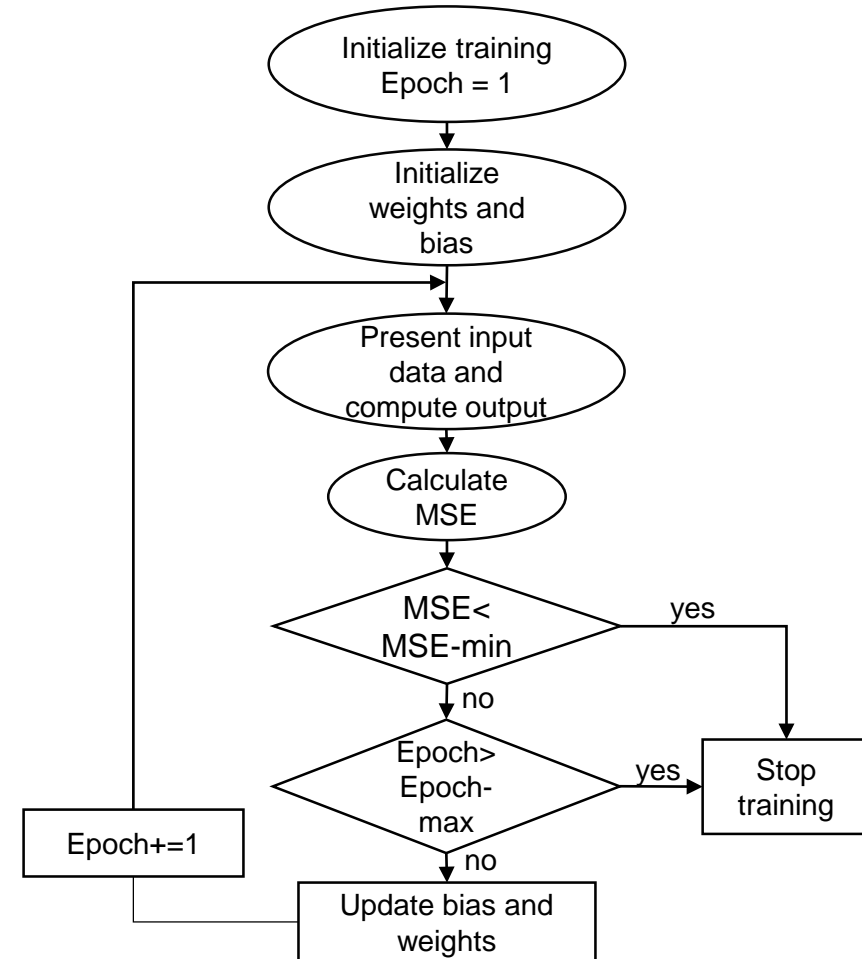 Initialize training
Epoch = 1
Initialize
weights and
bias
Present input
data and
compute output
Calculate
MSE
MSE<
MSE-min
yes
no
Epoch>
Epoch-
max
yes
Stop
training
Epoch+=1
no
Update bias and
weights